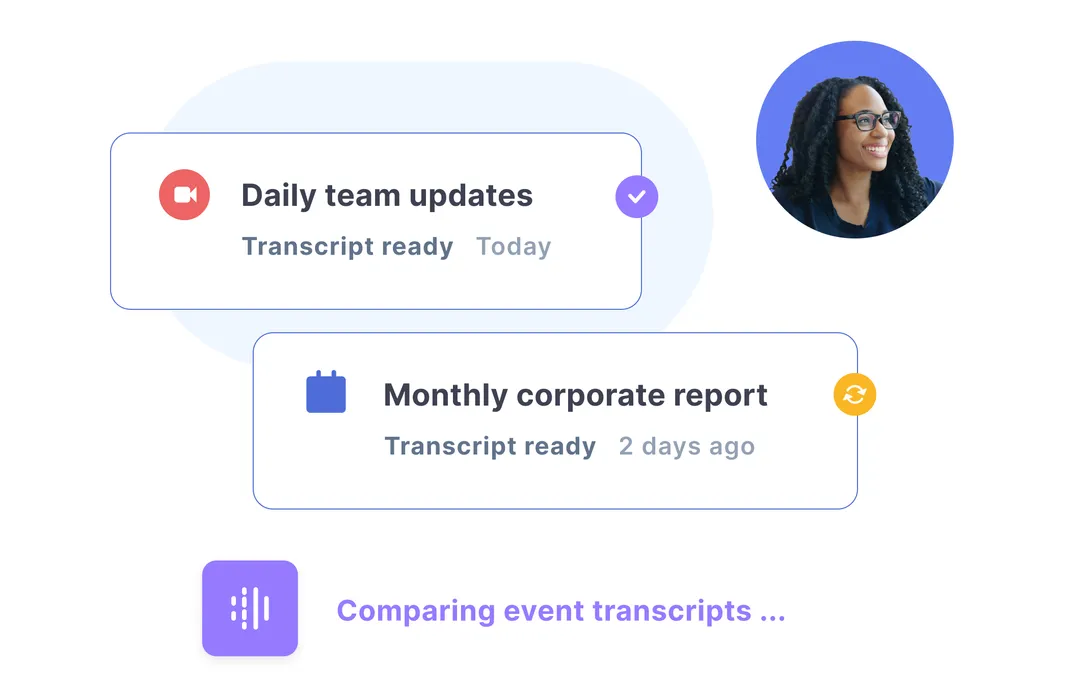 Daily team updates
Transcript ready Today
Monthly corporate report
Transcript ready 2 days ago
Comparing event transcripts ...